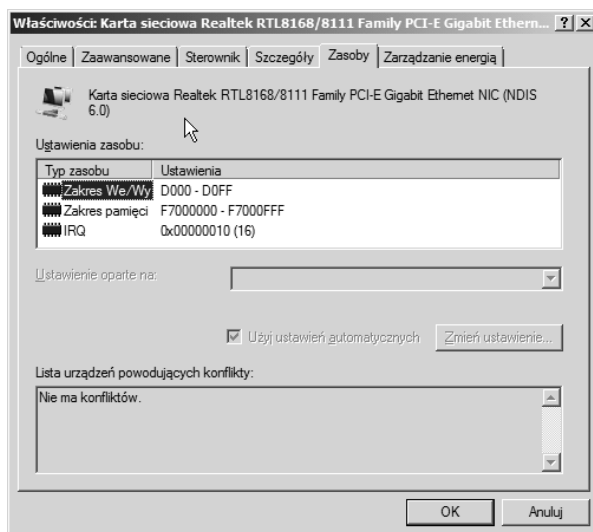 Właściwości: Karta sieciowa Realtek RTL8168/8111 Family PCI-E Gigabit Ethern...
Ogólne Zaawansowane Sterownik Szczegóły Zasoby Zarządzanie energią
Karta sieciowa Realtek RTL8168/8111 Family PCI-E Gigabit Ethernet NIC (NDIS
6.0)
Ustawienia zasobu:
Typ zasobu Ustawienia
Zakres We/Wy D000 - D0FF
Zakres pamięci F7000000 - F7000FFF
IRQ 0x00000010 (16)
Ustawienie oparte na:
Użyj ustawień automatycznych Zmień ustawienie...
Lista urządzeń powodujących konflikty:
Nie ma konfliktów.
OK Anuluj